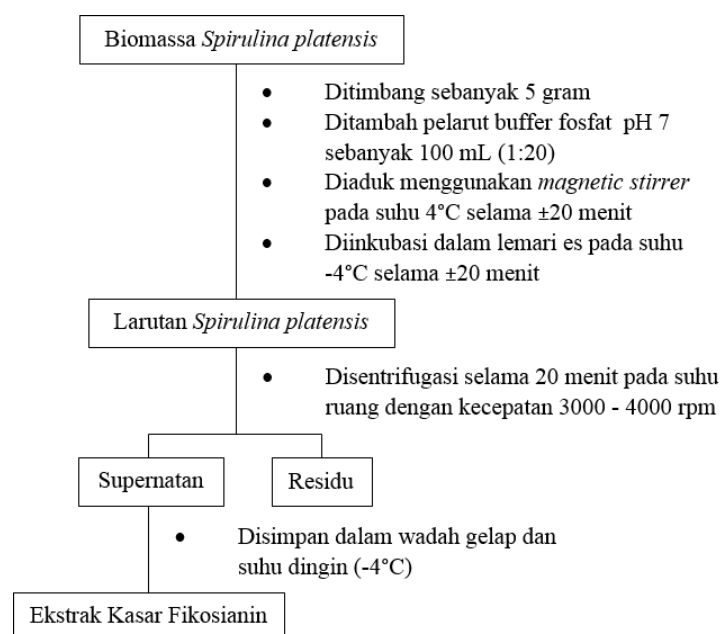 Biomassa Spirulina platensis
• Ditimbang sebanyak 5 gram
• Ditambah pelarut buffer fosfat pH 7
sebanyak 100 mL (1:20)
• Diaduk menggunakan magnetic stirrer
pada suhu 4°C selama ±20 menit
• Diinkubasi dalam lemari es pada suhu
-4°C selama ±20 menit
Larutan Spirulina platensis
• Disentrifugasi selama 20 menit pada suhu
ruang dengan kecepatan 3000 - 4000 rpm
Supernatan
Residu
• Disimpan dalam wadah gelap dan
suhu dingin (-4°C)
Ekstrak Kasar Fikosianin